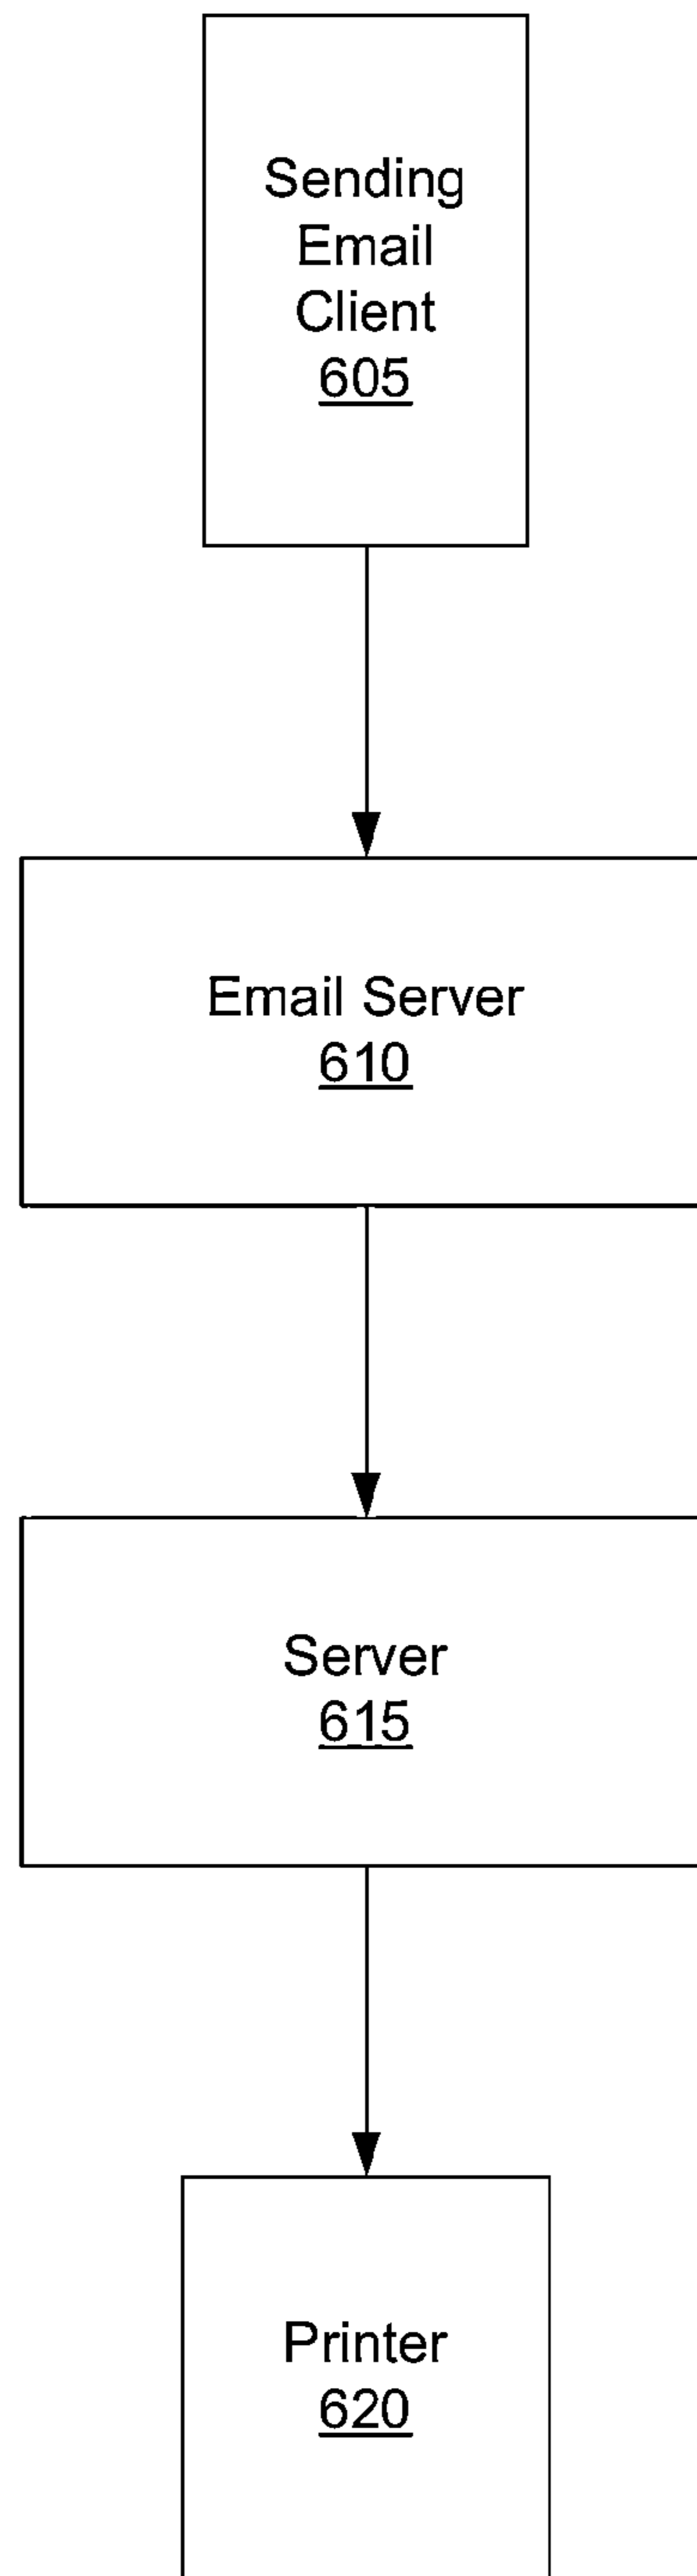 Sending
Email
Client
605
Email Server
610
Server
615
Printer
620